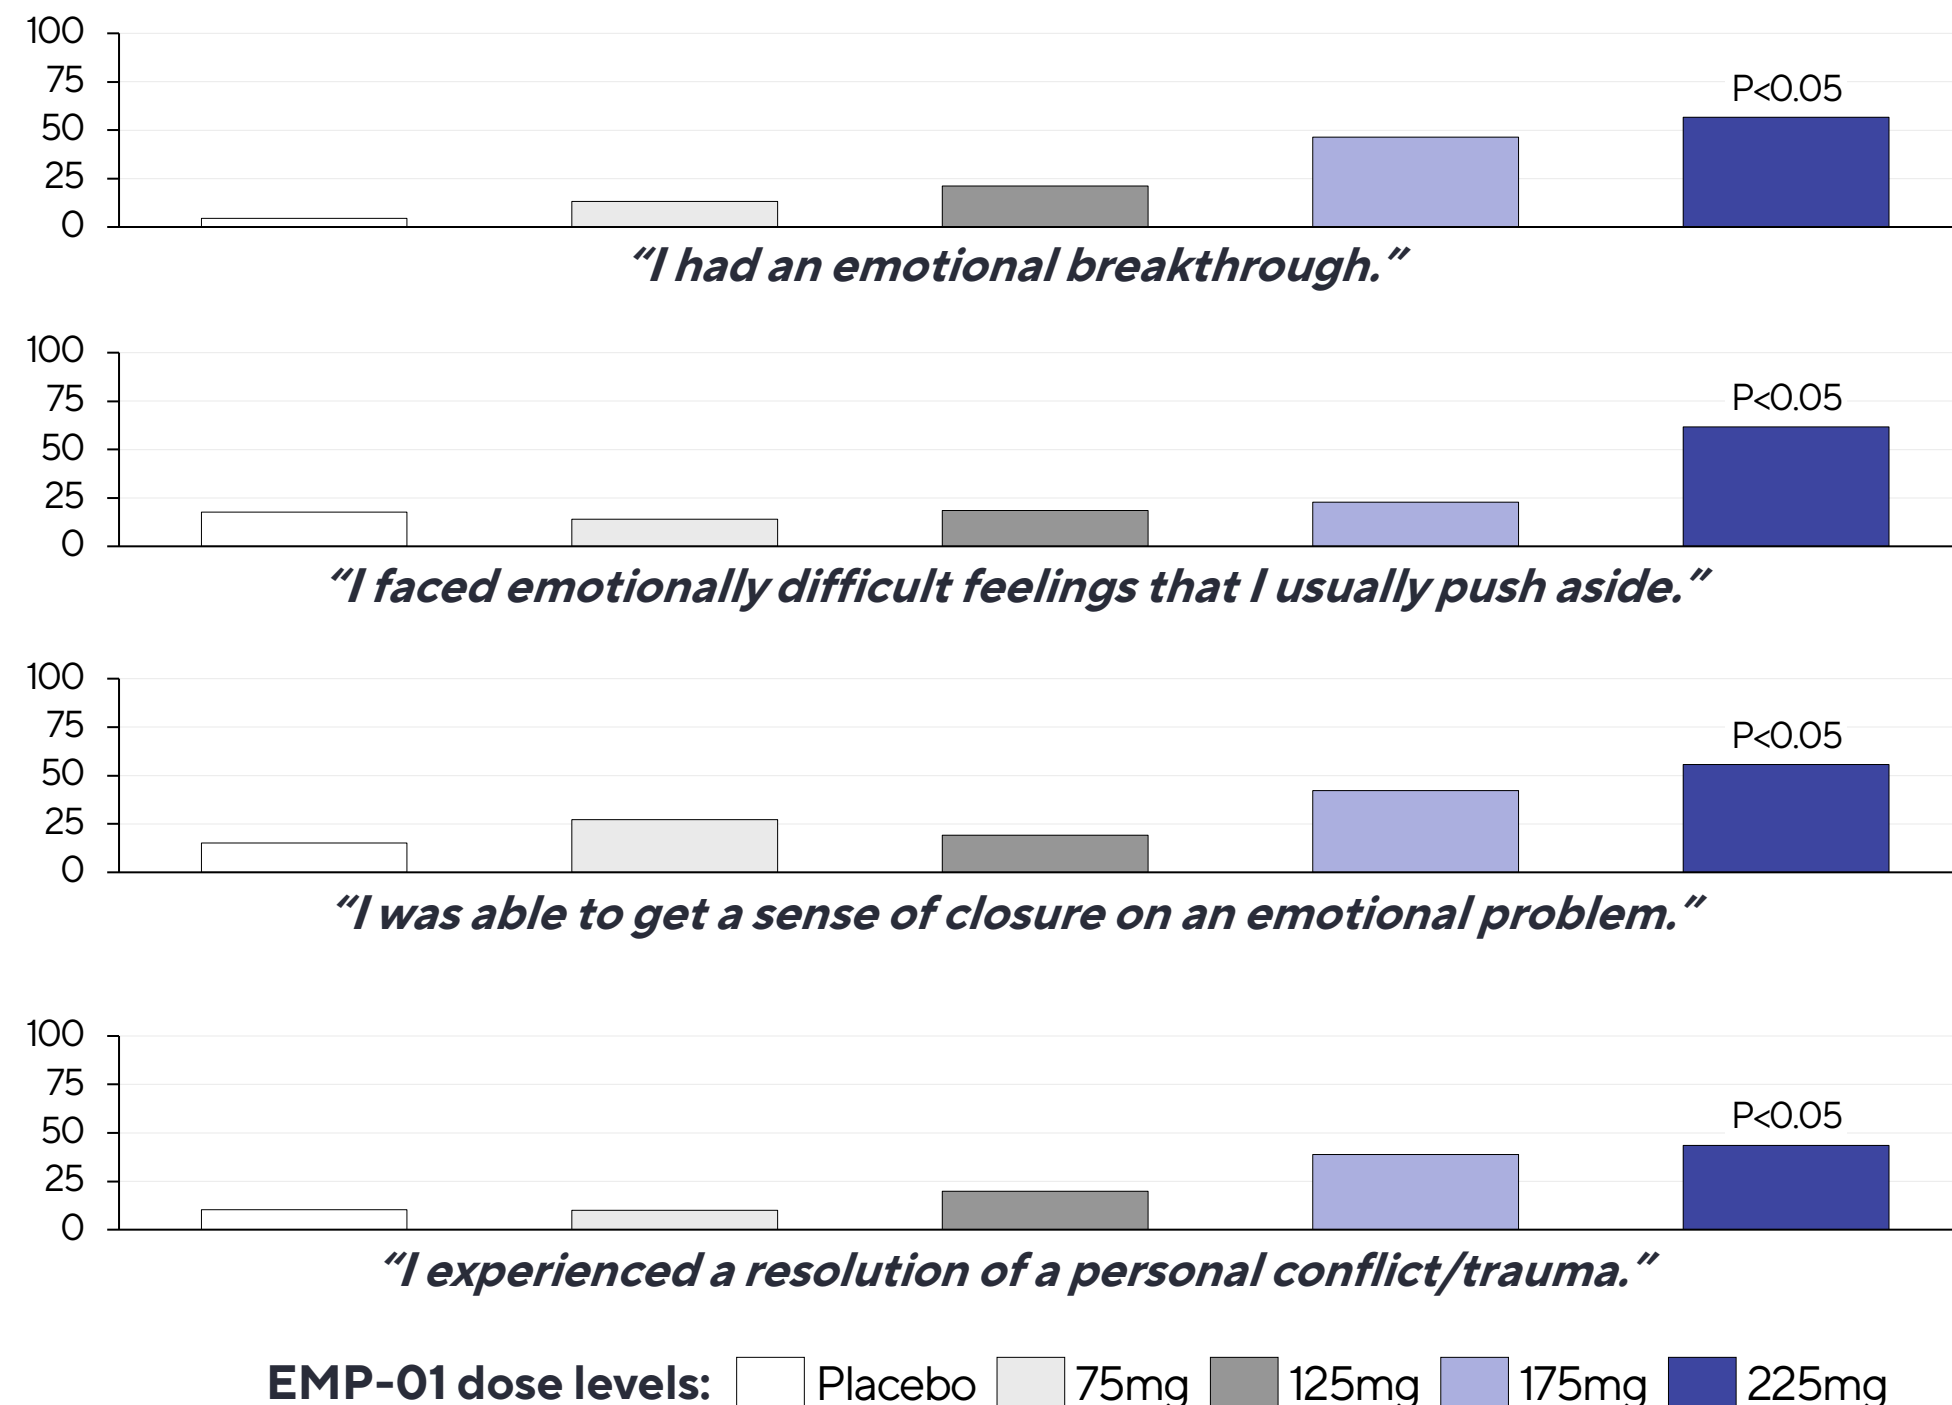 100
75
50
25
0
P<0.05
“I had an emotional breakthrough.”
100
75
50
25
0
P<0.05
“I faced emotionally difficult feelings that I usually push aside.”
100
75
50
25
0
P<0.05
“I was able to get a sense of closure on an emotional problem.”
100
75
50
25
0
P<0.05
“I experienced a resolution of a personal conflict/trauma.”
EMP-01 dose levels: Placebo 75mg 125mg 175mg 225mg